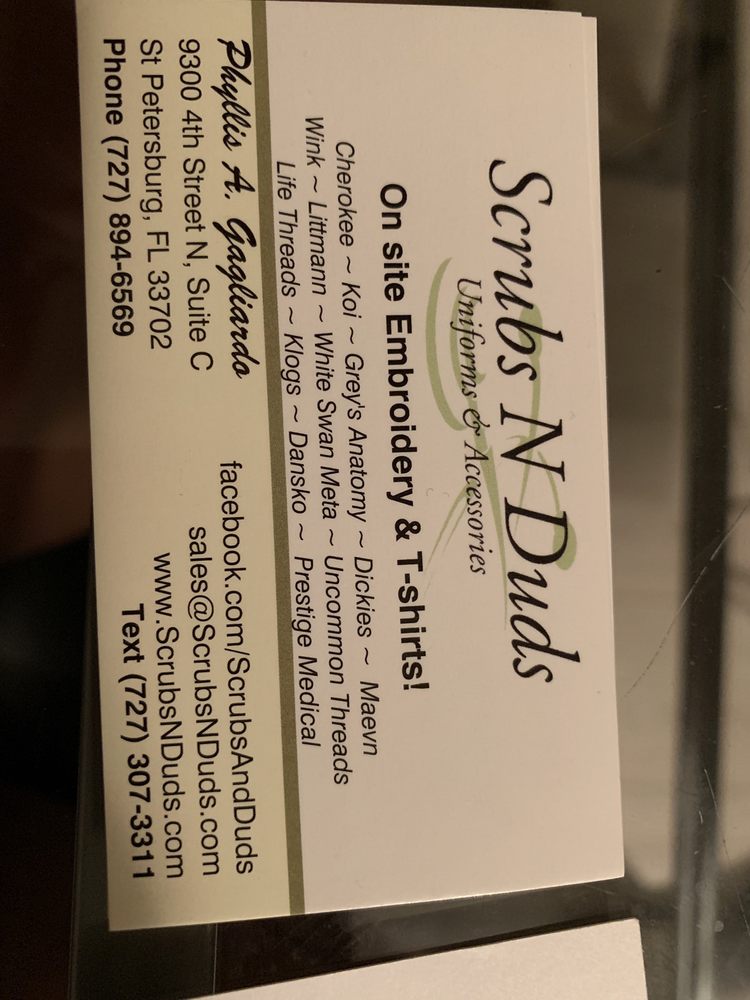 Scrubs N Duds
Uniforms & Accessories
On site Embroidery & T-shirts!
Cherokee ~ Koi ~ Grey's Anatomy ~ Dickies ~ Maevn
Wink ~ Littmann ~ White Swan Meta ~ Uncommon Threads
Life Threads ~ Klogs ~ Dansko ~ Prestige Medical
Phyllis A. Gagliardo
9300 4th Street N, Suite C
St Petersburg, FL 33702
Phone (727) 894-6569
facebook.com/ScrubsAndDuds
sales@ScrubsNDuds.com
www.ScrubsNDuds.com
Text (727) 307-3311